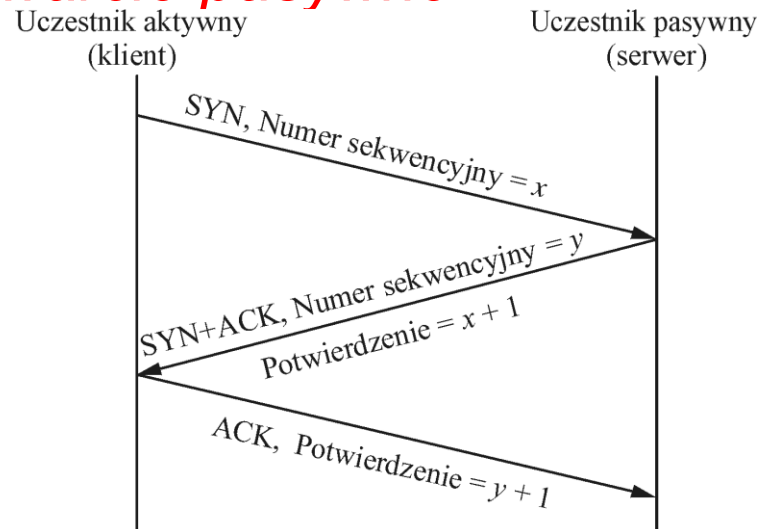 Uczestnik aktywny
(klient)
Uczestnik pasywny
(serwer)
SYN, Numer sekwencyjny = x
SYN+ACK, Numer sekwencyjny = y
Potwierdzenie = x + 1
ACK, Potwierdzenie = y + 1